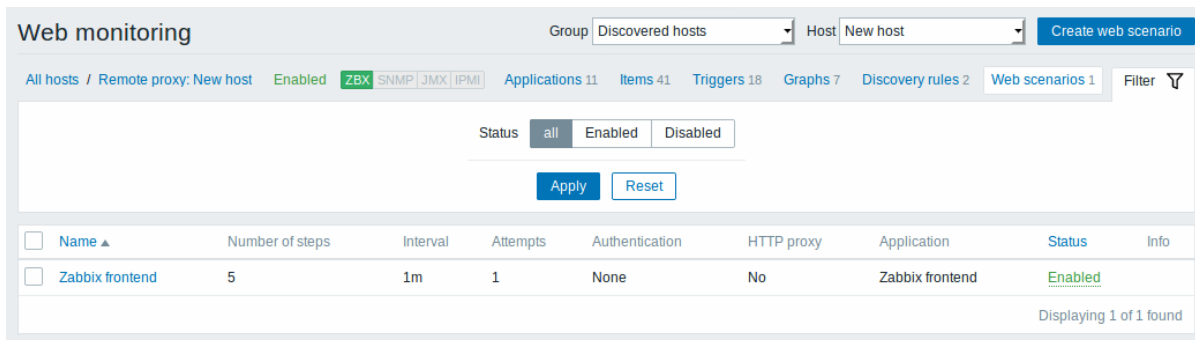 Web monitoring Group Discovered hosts Host New host Create web scenario
All hosts / Remote proxy: New host Enabled ZBX SNMP JMX IPMI Applications 11 Items 41 Triggers 18 Graphs 7 Discovery rules 2 Web scenarios 1 Filter
Status all Enabled Disabled
Apply Reset
Name Number of steps Interval Attempts Authentication HTTP proxy Application Status Info
Zabbix frontend 5 1m 1 None No Zabbix frontend Enabled
Displaying 1 of 1 found